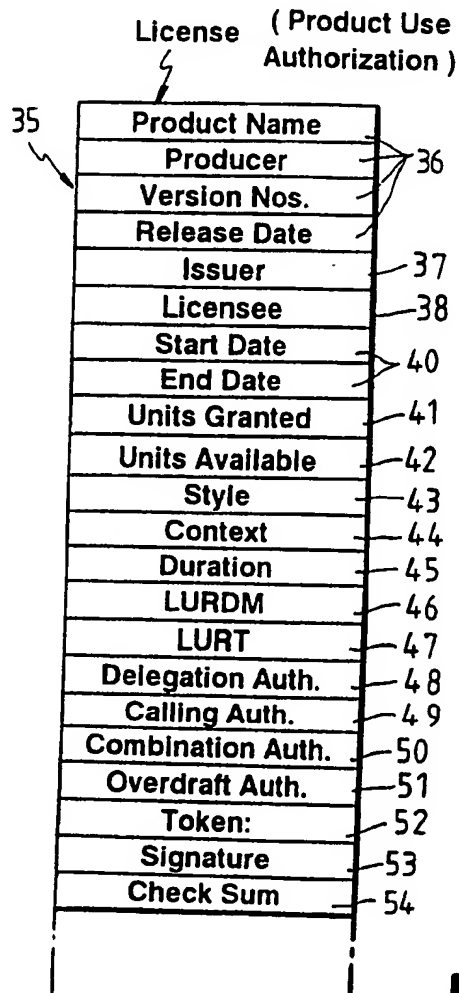 License ( Product Use
Authorization )
35
Product Name
Producer 36
Version Nos.
Release Date
Issuer 37
Licensee 38
Start Date
40
End Date
Units Granted 41
Units Available 42
Style 43
Context 44
Duration 45
LURDM 46
LURT 47
Delegation Auth. 48
Calling Auth. 49
Combination Auth. 50
Overdraft Auth. 51
Token: 52
Signature 53
Check Sum 54